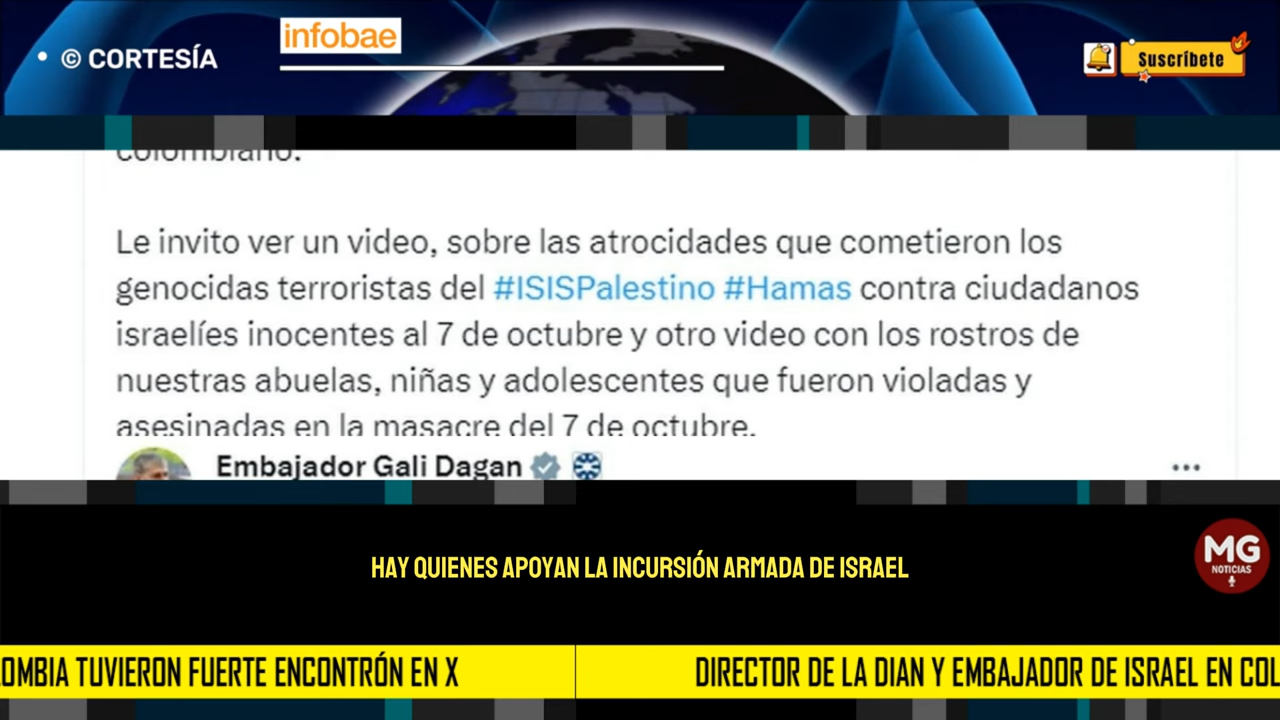 • © CORTESÍA
infobae
Suscríbete
colombiano.
Le invito ver un video, sobre las atrocidades que cometieron los
genocidas terroristas del #ISISPalestino #Hamas contra ciudadanos
israelíes inocentes al 7 de octubre y otro video con los rostros de
nuestras abuelas, niñas y adolescentes que fueron violadas y
asesinadas en la masacre del 7 de octubre.
Embajador Gali Dagan
HAY QUIENES APOYAN LA INCURSIÓN ARMADA DE ISRAEL
MG
NOTICIAS
OMBIA TUVIERON FUERTE ENCONTRÓN EN X
DIRECTOR DE LA DIAN Y EMBAJADOR DE ISRAEL EN COL